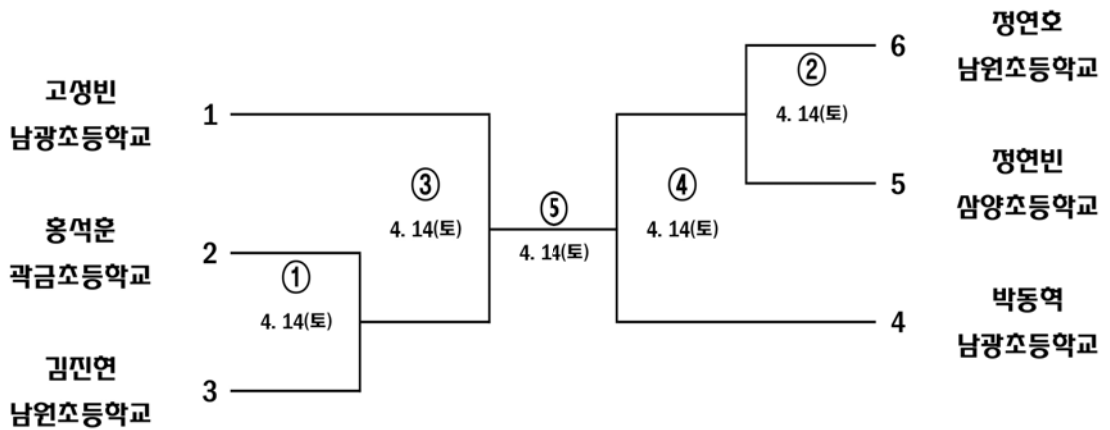 고성빈
남광초등학교
1
홍석훈
곽금초등학교
2
①
4. 14(토)
김진현
남원초등학교
3
③
4. 14(토)
⑤
4. 14(토)
④
4. 14(토)
②
4. 14(토)
6
정연호
남원초등학교
5
정현빈
삼양초등학교
4
박동혁
남광초등학교